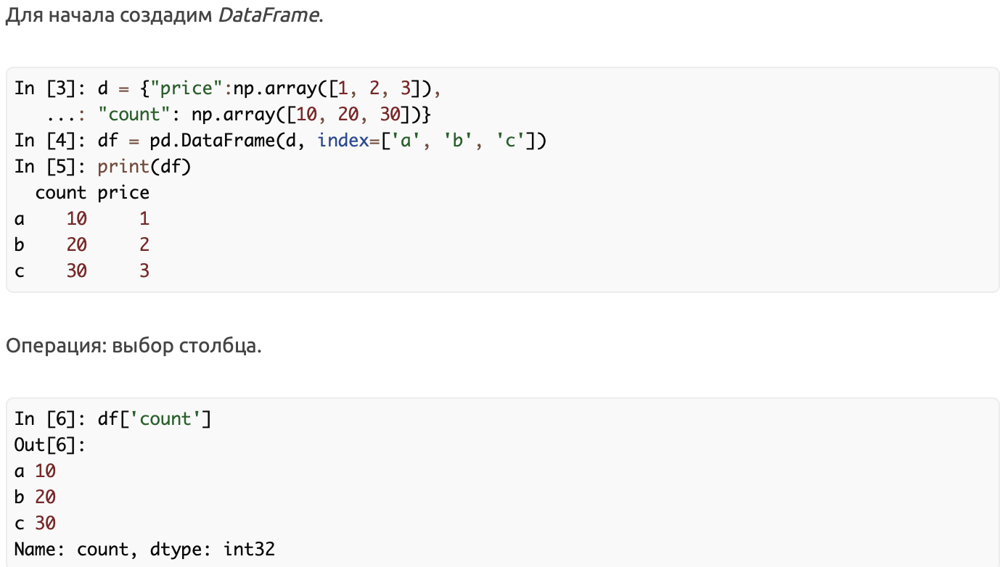 Для начала создадим DataFrame.
In [3]: d = {"price":np.array([1, 2, 3]),
   ...: "count": np.array([10, 20, 30])}
In [4]: df = pd.DataFrame(d, index=['a', 'b', 'c'])
In [5]: print(df)
  count price
a    10     1
b    20     2
c    30     3
Операция: выбор столбца.
In [6]: df['count']
Out[6]:
a 10
b 20
c 30
Name: count, dtype: int32